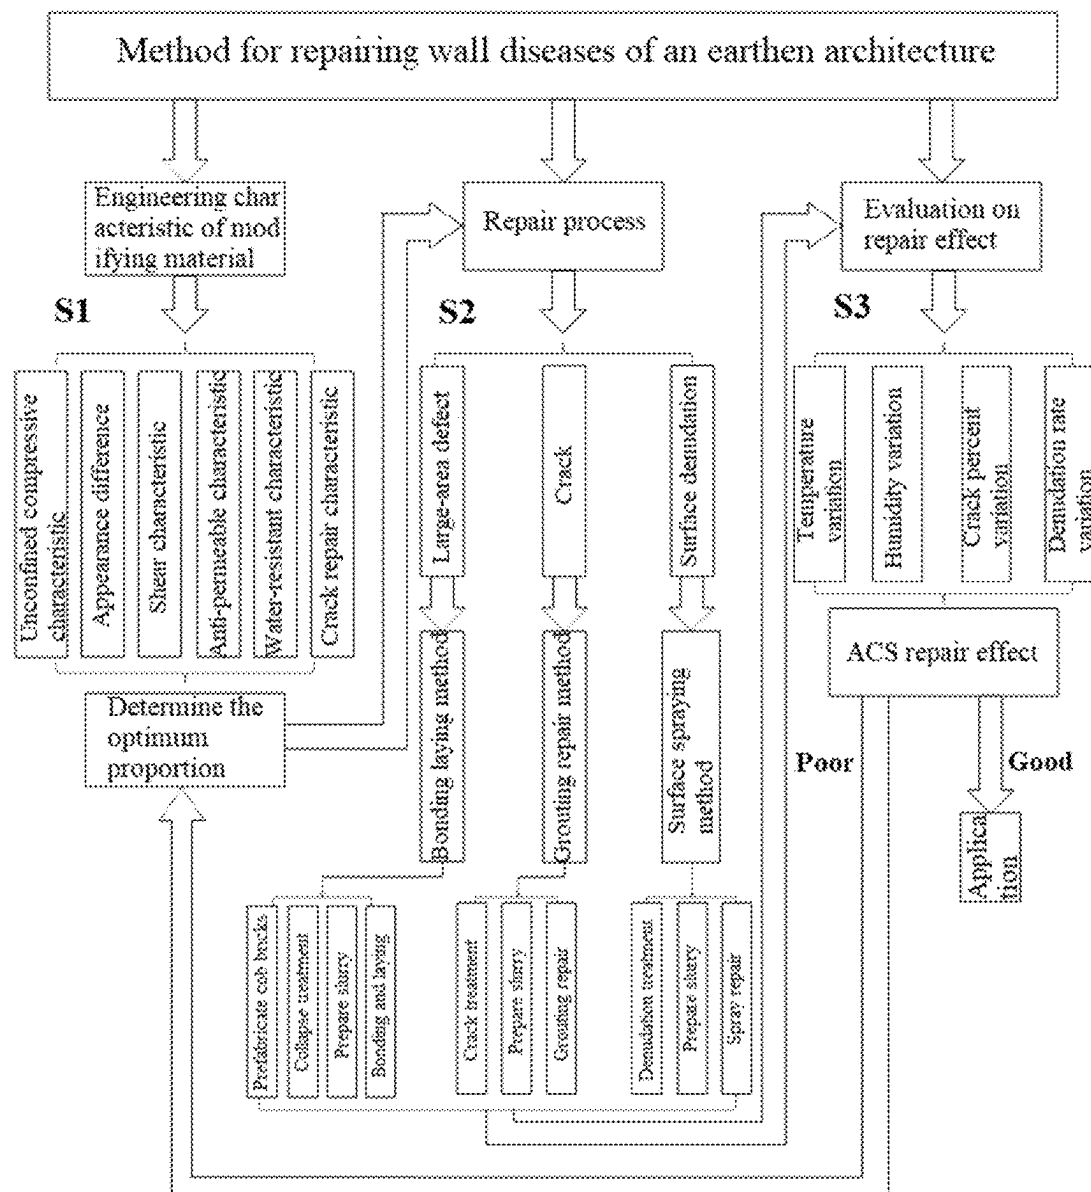 Method for repairing wall diseases of an earthen architecture
Engineering char
acteristic of mod
ifying material
Repair process
Evaluation on
repair effect
S1
S2
S3
Unconfined compressive
characteristic
Appearance difference
Shear characteristic
Anti-permeable characteristic
Water-resistant characteristic
Crack repair characteristic
Large-area defect
Crack
Surface denudation
Temperature
variation
Humidity variation
Crack percent
variation
Denudation rate
variation
Determine the
optimum
proportion
Bonding laying method
Grouting repair method
Surface spraying
method
ACS repair effect
Poor
Good
Applica
tion
Prefabricate cob bocks
Collapse treatment
Prepare slurry
Bonding and laying
Crack treatment
Prepare slurry
Grouting repair
Denudation treatment
Prepare slurry
Spray repair